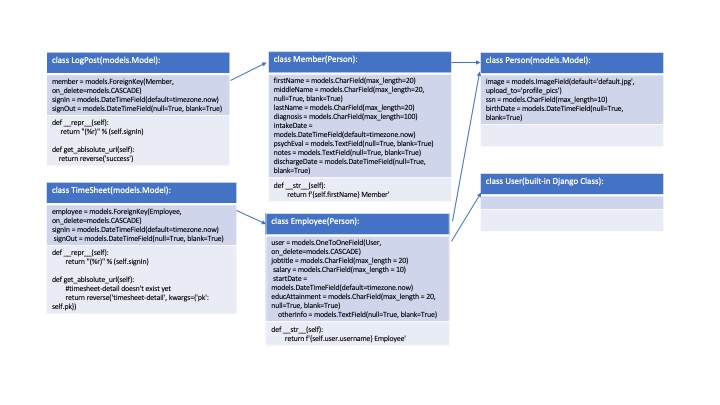 class LogPost(models.Model):
member = models.ForeignKey(Member,
on_delete=models.CASCADE)
signIn = models.DateTimeField(default=timezone.now)
signOut = models.DateTimeField(null=True, blank=True)
def __repr__(self):
return "(%r)" % (self.signIn)
def get_ablsolute_url(self):
return reverse('success')
class TimeSheet(models.Model):
employee = models.ForeignKey(Employee,
on_delete=models.CASCADE)
signIn = models.DateTimeField(default=timezone.now)
signOut = models.DateTimeField(null=True, blank=True)
def __repr__(self):
return "(%r)" % (self.signIn)
def get_ablsolute_url(self):
#timesheet-detail doesn't exist yet
return reverse('timesheet-detail', kwargs={'pk':
self.pk})
class Member(Person):
firstName = models.CharField(max_length=20)
middleName = models.CharField(max_length=20,
null=True, blank=True)
lastName = models.CharField(max_length=20)
diagnosis = models.CharField(max_length=100)
intakeDate =
models.DateTimeField(default=timezone.now)
psychEval = models.TextField(null=True, blank=True)
notes = models.TextField(null=True, blank=True)
dischargeDate = models.DateTimeField(null=True,
blank=True)
def __str__(self):
return f'{self.firstName} Member'
class Employee(Person):
user = models.OneToOneField(User,
on_delete=models.CASCADE)
jobtitle = models.CharField(max_length = 20)
salary = models.CharField(max_length = 10)
startDate =
models.DateTimeField(default=timezone.now)
educAttainment = models.CharField(max_length = 20,
null=True, blank=True)
otherInfo = models.TextField(null=True, blank=True)
def __str__(self):
return f'{self.user.username} Employee'
class Person(models.Model):
image = models.ImageField(default='default.jpg',
upload_to='profile_pics')
ssn = models.CharField(max_length=10)
birthDate = models.DateTimeField(null=True,
blank=True)
class User(built-in Django Class):